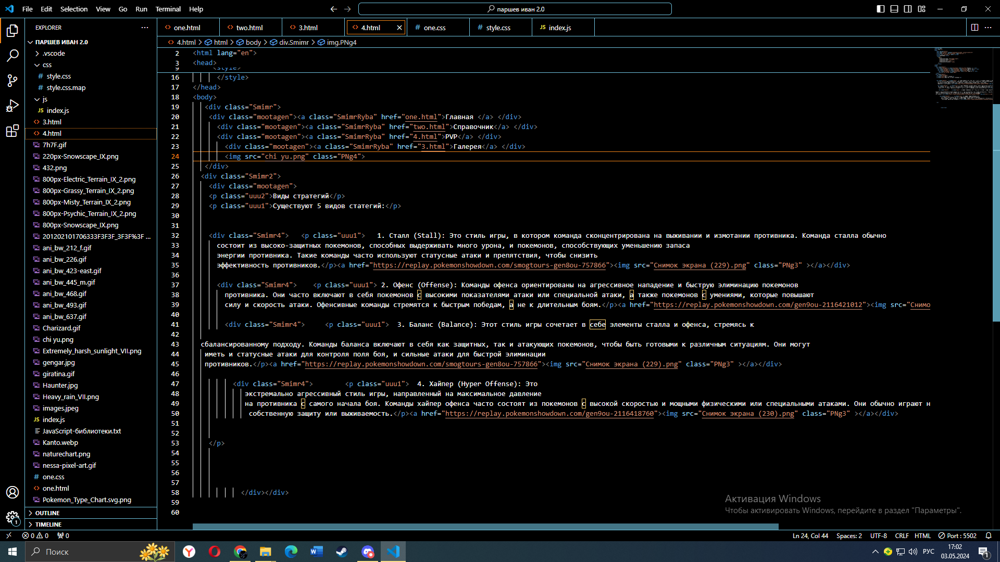 File Edit Selection View Go Run Terminal Help
паршев иван 2.0
EXPLORER
one.html two.html 3.html 4.html one.css style.css JS index.js
4.html > html > body > div.Smimr > img.PNg4
ПАРШЕВ ИВАН 2.0
.vscode
css
# style.css
# style.css.map
js
JS index.js
3.html
4.html
7h7F.gif
220px-Snowscape_IX.png
432.png
800px-Electric_Terrain_IX_2.png
800px-Grassy_Terrain_IX_2.png
800px-Misty_Terrain_IX_2.png
800px-Psychic_Terrain_IX_2.png
800px-Snowscape_IX.png
201202101706333F3F3F_3F3F%3F ...
ani_bw_212_f.gif
ani_bw_226.gif
ani_bw_423-east.gif
ani_bw_445_m.gif
ani_bw_468.gif
ani_bw_493.gif
ani_bw_637.gif
Charizard.gif
chi yu.png
Extremely_harsh_sunlight_VII.png
gengar.jpg
giratina.gif
Haunter.jpg
Heavy_rain_VII.png
images.jpeg
JS index.js
JavaScript-библиотеки.txt
Kanto.webp
naturechart.png
nessa-pixel-art.gif
# one.css
one.html
Pokemon_Type_Chart.svg.png
OUTLINE
TIMELINE
2 <html lang="en">
3 <head>
9 <style>
16 </style>
17 </head>
18 <body>
19 <div class="Smimr">
20 <div class="mootagen"><a class="SmimrRyba" href="one.html">Главная </a> </div>
21 <div class="mootagen"><a class="SmimrRyba" href="two.html">Справочник</a> </div>
22 <div class="mootagen"><a class="SmimrRyba" href="4.html">PVP</a> </div>
23 <div class="mootagen"><a class="SmimrRyba" href="3.html">Галерея</a> </div>
24 <img src="chi yu.png" class="PNg4">
25 </div>
26 <div class="Smimr2">
27 <div class="mootagen">
28 <p class="uuu2">Виды стратегий</p>
29 <p class="uuu1">Существуют 5 видов статегий:</p>
30
31
32 <div class="Smimr4"> <p class="uuu1"> 1. Сталл (Stall): Это стиль игры, в котором команда сконцентрирована на выживании и измотании противника. Команда сталла обычно
33 состоит из высоко-защитных покемонов, способных выдерживать много урона, и покемонов, способствующих уменьшению запаса
34 энергии противника. Такие команды часто используют статусные атаки и препятствия, чтобы снизить
35 эффективность противников.</p><a href="https://replay.pokemonshowdown.com/smogtours-gen8ou-757866"><img src="Снимок экрана (229).png" class="PNg3" ></a></div>
36
37 <div class="Smimr4"> <p class="uuu1"> 2. Офенс (Offense): Команды офенса ориентированы на агрессивное нападение и быструю элиминацию покемонов
38 противника. Они часто включают в себя покемонов с высокими показателями атаки или специальной атаки, а также покемонов с умениями, которые повышают
39 силу и скорость атаки. Офенсивные команды стремятся к быстрым победам, а не к длительным боям.</p><a href="https://replay.pokemonshowdown.com/gen9ou-2116421012"><img src="Снимо
40
41 <div class="Smimr4"> <p class="uuu1"> 3. Баланс (Balance): Этот стиль игры сочетает в себе элементы сталла и офенса, стремясь к
42
43 сбалансированному подходу. Команды баланса включают в себя как защитных, так и атакующих покемонов, чтобы быть готовыми к различным ситуациям. Они могут
44 иметь и статусные атаки для контроля поля боя, и сильные атаки для быстрой элиминации
45 противников.</p><a href="https://replay.pokemonshowdown.com/smogtours-gen8ou-757866"><img src="Снимок экрана (229).png" class="PNg3" ></a></div>
46
47 <div class="Smimr4"> <p class="uuu1"> 4. Хайпер (Hyper Offense): Это
48 экстремально агрессивный стиль игры, направленный на максимальное давление
49 на противника с самого начала боя. Команды хайпер офенса часто состоят из покемонов с высокой скоростью и мощными физическими или специальными атаками. Они обычно играют н
50 собственную защиту или выживаемость.</p><a href="https://replay.pokemonshowdown.com/gen9ou-2116418760"><img src="Снимок экрана (230).png" class="PNg3" ></a></div>
51
52
53 </p>
54
55
56
57
58 </div></div>
59
60
Активация Windows
Чтобы активировать Windows, перейдите в раздел "Параметры".
0 0 0
Ln 24, Col 44 Spaces: 2 UTF-8 CRLF HTML Port : 5502
Поиск
РУС
17:02
03.05.2024
1